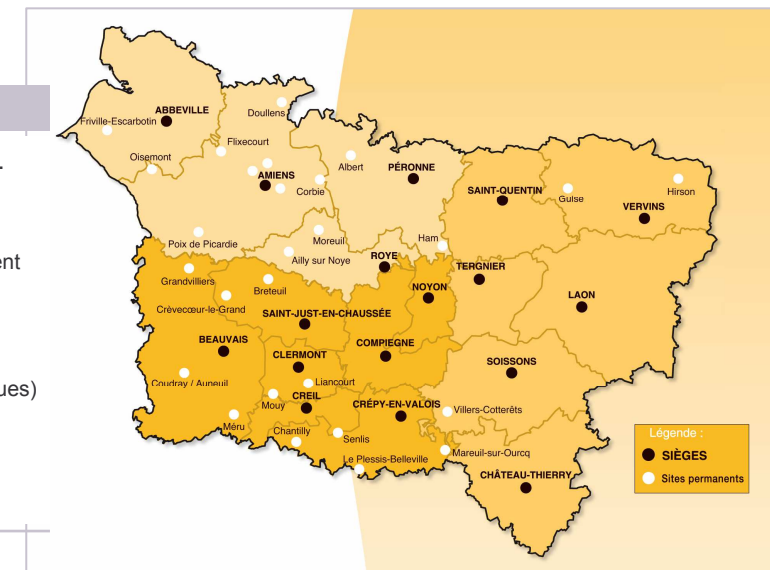 ent
ues)
ABBEVILLE
Friville-Escarbotin
Doullens
Flixecourt
Oisemont
AMIENS
Corbie
Albert
PÉRONNE
SAINT-QUENTIN
Guise
Hirson
VERVINS
Poix de Picardie
Moreuil
Ailly sur Noye
Ham
ROYE
TERGNIER
Grandvilliers
Breteuil
NOYON
LAON
Crèvecœur-le-Grand
SAINT-JUST-EN-CHAUSSÉE
BEAUVAIS
COMPIEGNE
CLERMONT
SOISSONS
Coudray / Auneuil
Liancourt
Mouy
CREIL
CRÉPY-EN-VALOIS
Villers-Cotterêts
Méru
Chantilly
Senlis
Le Plessis-Belleville
Mareuil-sur-Ourcq
CHÂTEAU-THIERRY
Légende :
SIÈGES
Sites permanents